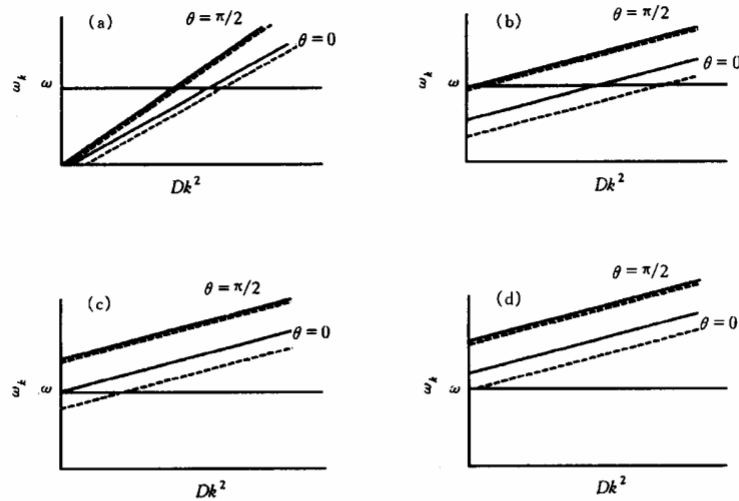 (a)
θ = π/2
θ = 0
ω_k
ω
Dk²
(b)
θ = π/2
θ = 0
ω_k
ω
Dk²
(c)
θ = π/2
θ = 0
ω_k
ω
Dk²
(d)
θ = π/2
θ = 0
ω_k
ω
Dk²